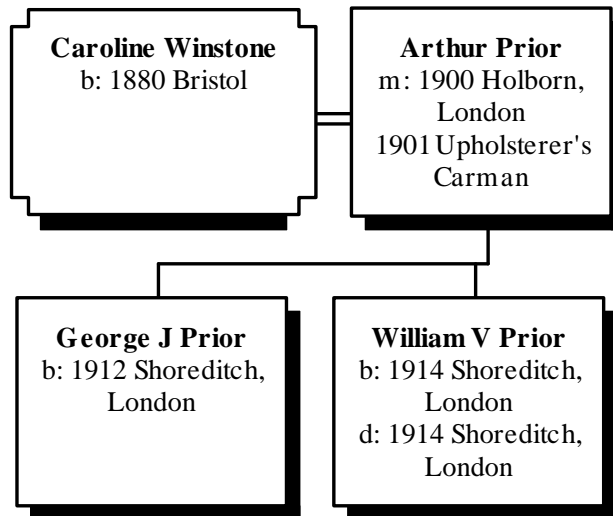 Caroline Winstone
b: 1880 Bristol
Arthur Prior
m: 1900 Holborn,
London
1901 Upholsterer's
Carman
George J Prior
b: 1912 Shoreditch,
London
William V Prior
b: 1914 Shoreditch,
London
d: 1914 Shoreditch,
London